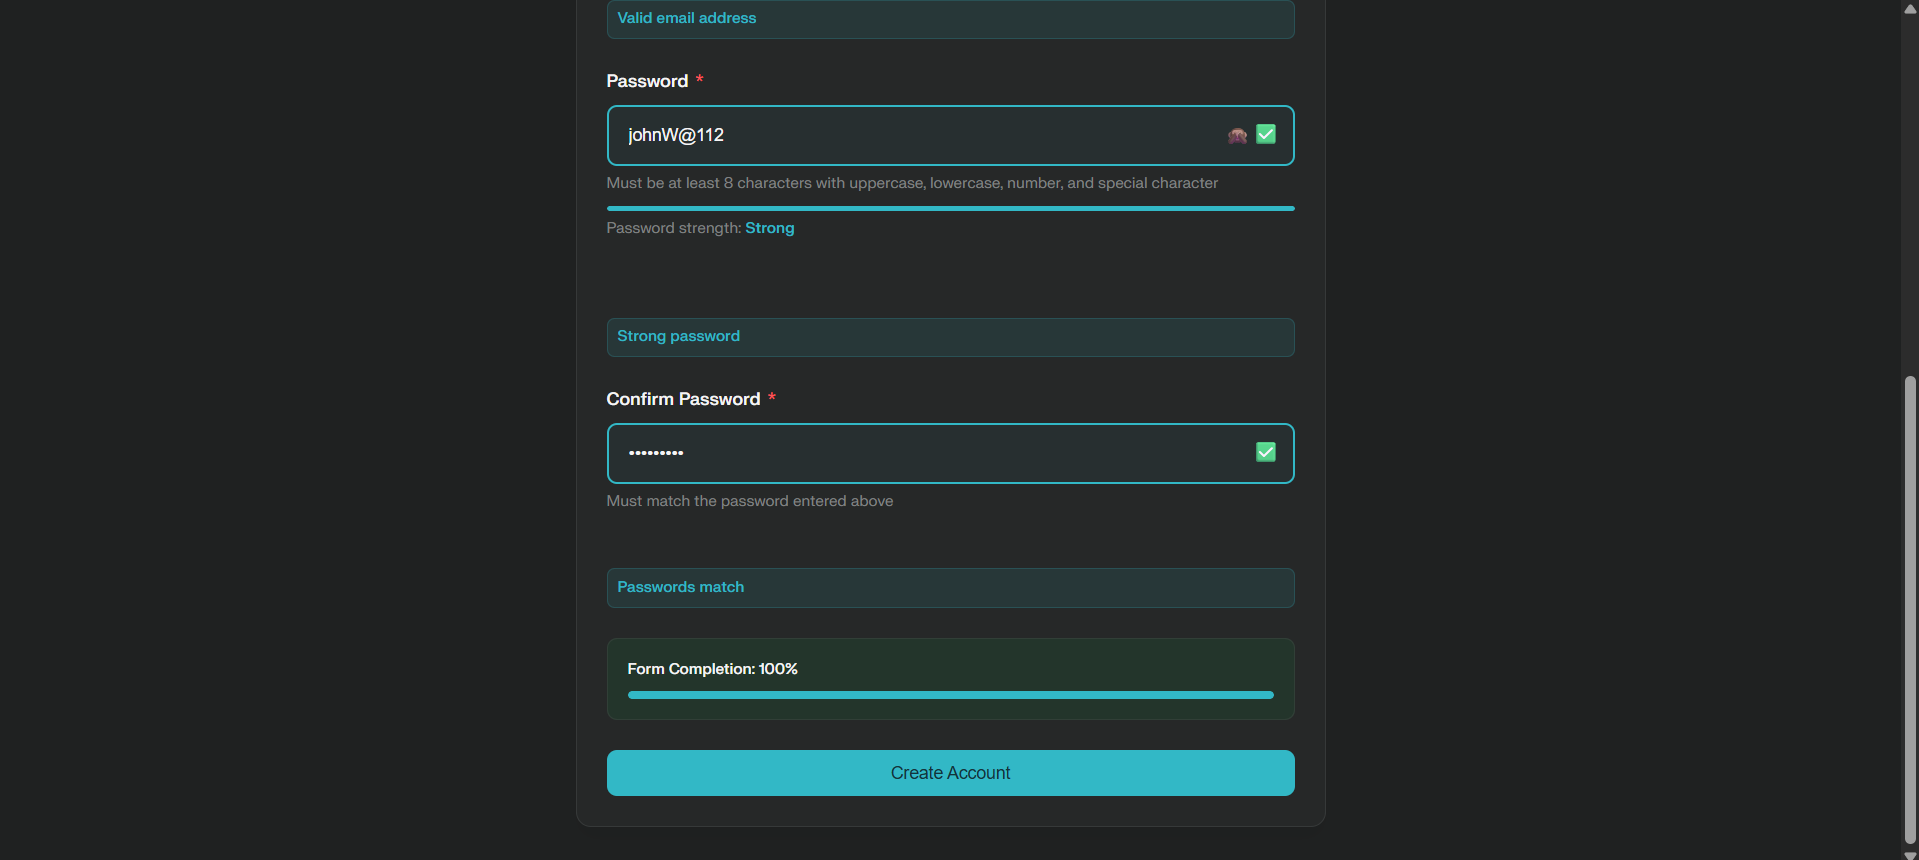 Valid email address
Password *
johnW@112
Must be at least 8 characters with uppercase, lowercase, number, and special character
Password strength: Strong
Strong password
Confirm Password *
•••••••••
Must match the password entered above
Passwords match
Form Completion: 100%
Create Account